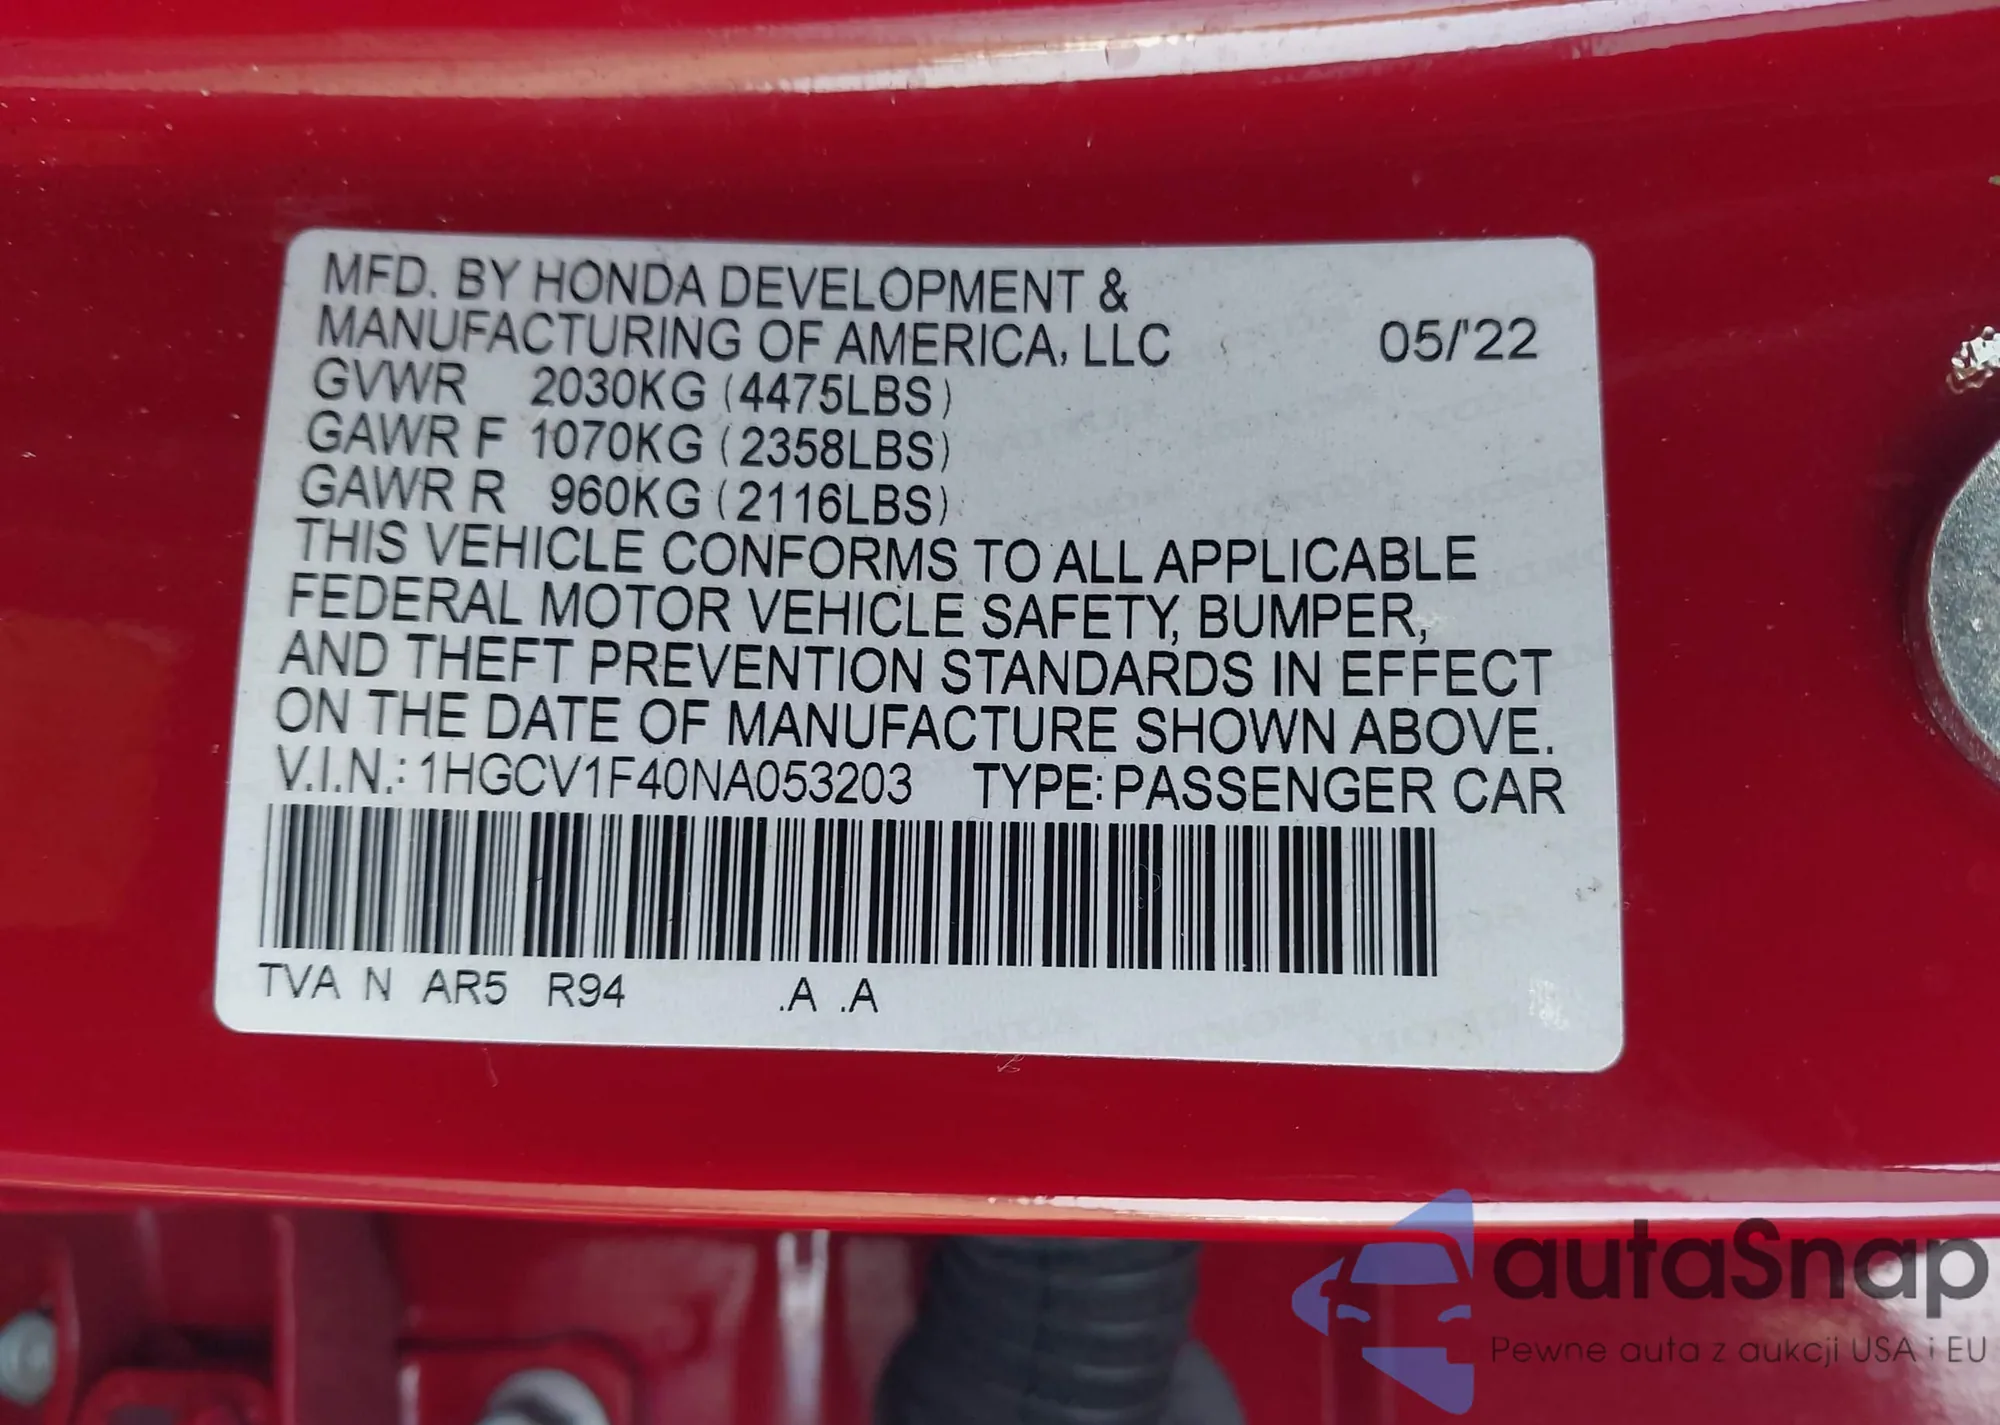 MFD. BY HONDA DEVELOPMENT &
MANUFACTURING OF AMERICA, LLC 05/'22
GVWR 2030KG (4475LBS)
GAWR F 1070KG (2358LBS)
GAWR R 960KG (2116LBS)
THIS VEHICLE CONFORMS TO ALL APPLICABLE
FEDERAL MOTOR VEHICLE SAFETY, BUMPER,
AND THEFT PREVENTION STANDARDS IN EFFECT
ON THE DATE OF MANUFACTURE SHOWN ABOVE.
V.I.N.: 1HGCV1F40NA053203 TYPE: PASSENGER CAR
TVA N AR5 R94 .A .A
autaSnap
Pewne auta z aukcji USA i EU